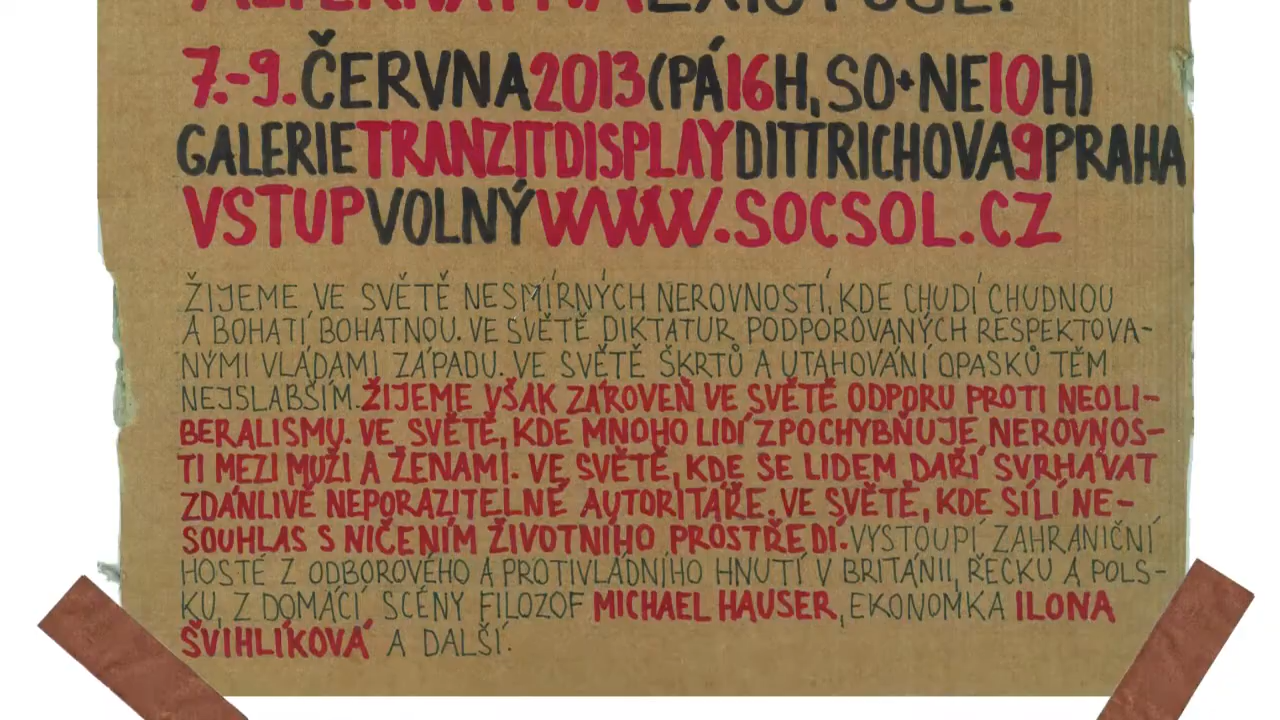 ALTERNATIVA EXISTUJE!
7.-9. ČERVNA 2013 (PÁ 16H, SO+NE 10H)
GALERIE TRANZITDISPLAY DITTRICHOVA 9 PRAHA
VSTUP VOLNÝ WWW.SOCSOL.CZ
ŽIJEME VE SVĚTĚ NESMÍRNÝCH NEROVNOSTÍ, KDE CHUDÍ CHUDNOU
A BOHATÍ BOHATNOU. VE SVĚTĚ DIKTATUR PODPOROVANÝCH RESPEKTOVA-
NÝMI VLÁDAMI ZÁPADU. VE SVĚTĚ ŠKRTŮ A UTAHOVÁNÍ OPASKŮ TĚM
NEJSLABŠÍM. ŽIJEME VŠAK ZÁROVEŇ VE SVĚTĚ ODPORU PROTI NEOLI-
BERALISMU. VE SVĚTĚ, KDE MNOHO LIDÍ ZPOCHYBŇUJE NEROVNOS-
TI MEZI MUŽI A ŽENAMI. VE SVĚTĚ, KDE SE LIDEM DAŘÍ SVRHÁVAT
ZDÁNLIVĚ NEPORAZITELNÉ AUTORITÁŘE. VE SVĚTĚ, KDE SÍLÍ NE-
SOUHLAS S NIČENÍM ŽIVOTNÍHO PROSTŘEDÍ. VYSTOUPÍ ZAHRANIČNÍ
HOSTÉ Z ODBOROVÉHO A PROTIVLÁDNÍHO HNUTÍ V BRITÁNII, ŘECKU A POLS-
KU, Z DOMÁCÍ SCÉNY FILOZOF MICHAEL HAUSER, EKONOMKA ILONA
ŠVIHLÍKOVÁ A DALŠÍ.